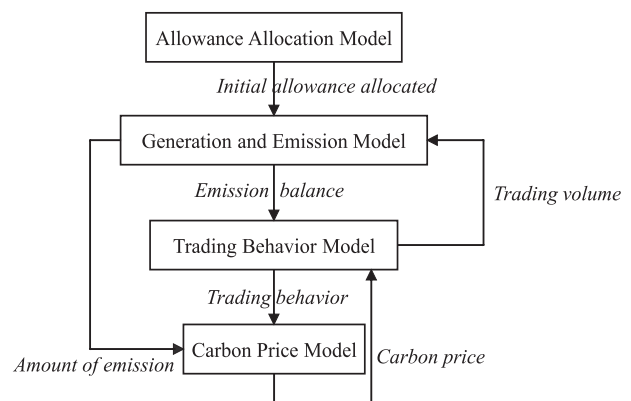 Allowance Allocation Model
Initial allowance allocated
Generation and Emission Model
Emission balance
Trading volume
Trading Behavior Model
Trading behavior
Carbon Price Model
Carbon price
Amount of emission